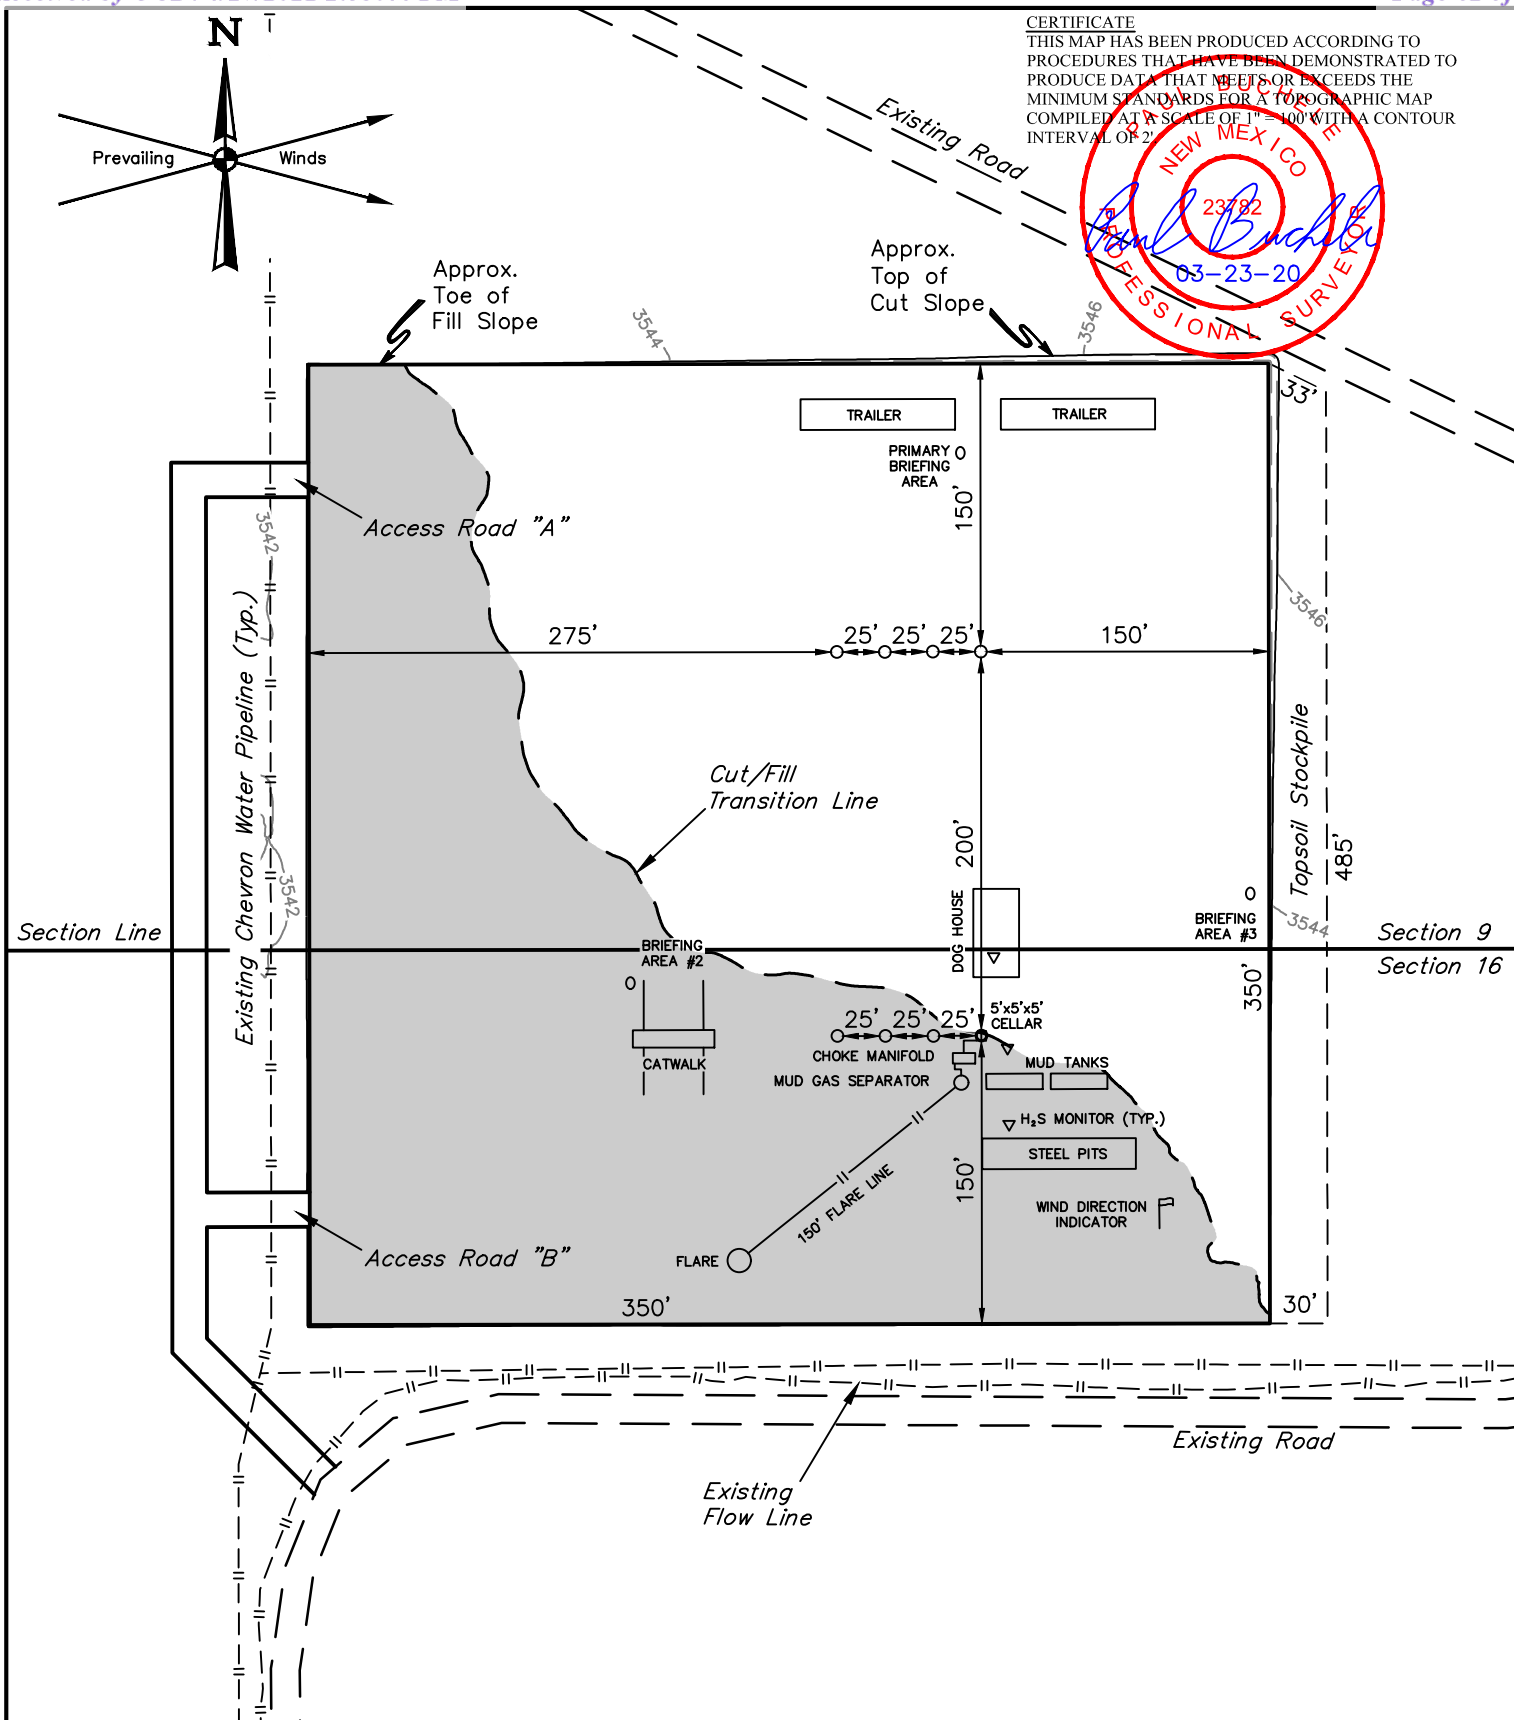 N
Prevailing Winds
CERTIFICATE
THIS MAP HAS BEEN PRODUCED ACCORDING TO
PROCEDURES THAT HAVE BEEN DEMONSTRATED TO
PRODUCE DATA THAT MEETS OR EXCEEDS THE
MINIMUM STANDARDS FOR A TOPOGRAPHIC MAP
COMPILED AT A SCALE OF 1" = 100' WITH A CONTOUR
INTERVAL OF 2'.
PAUL BUCHELE
NEW MEXICO
23782
PROFESSIONAL SURVEYOR
Paul Buchele
03-23-20
Existing Road
Approx.
Toe of
Fill Slope
Approx.
Top of
Cut Slope
3544
3546
33'
TRAILER
TRAILER
PRIMARY
BRIEFING
AREA
150'
Access Road "A"
3542
Existing Chevron Water Pipeline (Typ.)
275'
25'
25'
25'
150'
3546
Topsoil Stockpile
485'
Cut/Fill
Transition Line
200'
DOG HOUSE
3542
BRIEFING
AREA #3
3544
Section Line
Section 9
Section 16
BRIEFING
AREA #2
350'
CATWALK
25'
25'
25'
5'x5'x5'
CELLAR
CHOKE MANIFOLD
MUD GAS SEPARATOR
MUD TANKS
H₂S MONITOR (TYP.)
STEEL PITS
150'
WIND DIRECTION
INDICATOR
150' FLARE LINE
FLARE
Access Road "B"
350'
30'
Existing Road
Existing
Flow Line